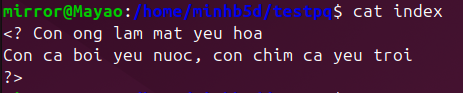 mirror@Mayao:/home/minhb5d/testpq$ cat index
<? Con ong lam mat yeu hoa
Con ca boi yeu nuoc, con chim ca yeu troi
?>